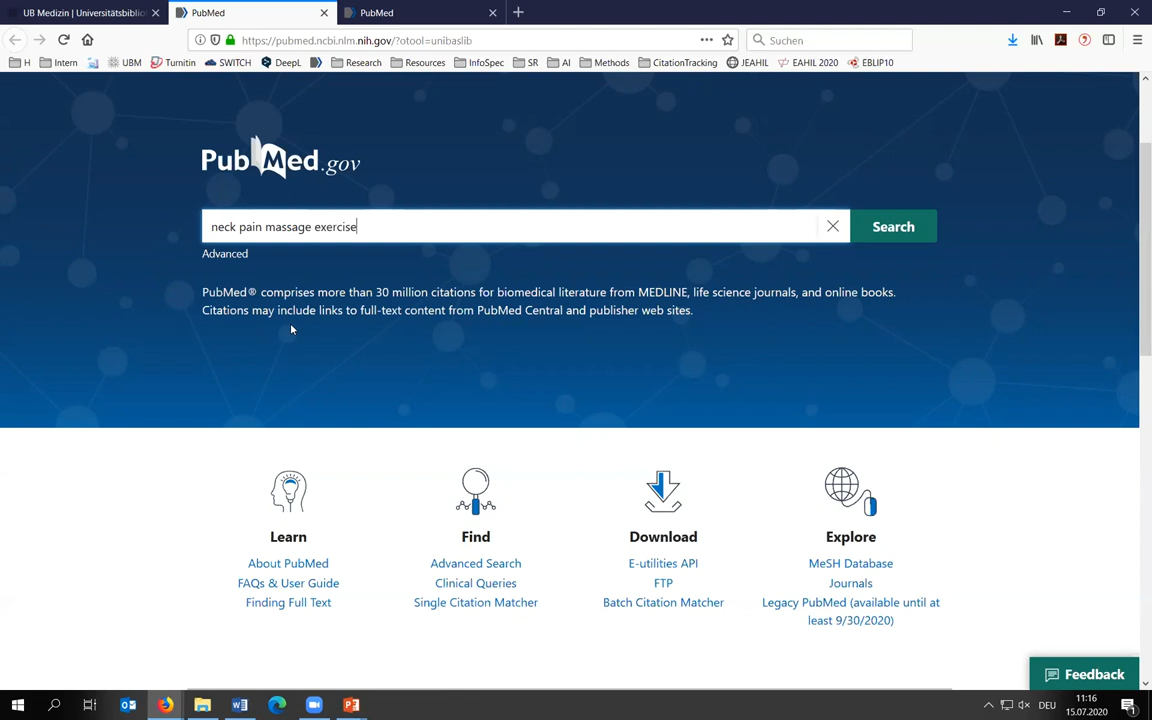 UB Medizin | Universitätsbiblio
PubMed
PubMed
https://pubmed.ncbi.nlm.nih.gov/?otool=unibaslib
Suchen
H
Intern
UBM
Turnitin
SWITCH
DeepL
Research
Resources
InfoSpec
SR
AI
Methods
CitationTracking
JEAHIL
EAHIL 2020
EBLIP10
PubMed.gov
neck pain massage exercise
Search
Advanced
PubMed® comprises more than 30 million citations for biomedical literature from MEDLINE, life science journals, and online books.
Citations may include links to full-text content from PubMed Central and publisher web sites.
Learn
About PubMed
FAQs & User Guide
Finding Full Text
Find
Advanced Search
Clinical Queries
Single Citation Matcher
Download
E-utilities API
FTP
Batch Citation Matcher
Explore
MeSH Database
Journals
Legacy PubMed (available until at
least 9/30/2020)
Feedback
DEU
11:16
15.07.2020
1